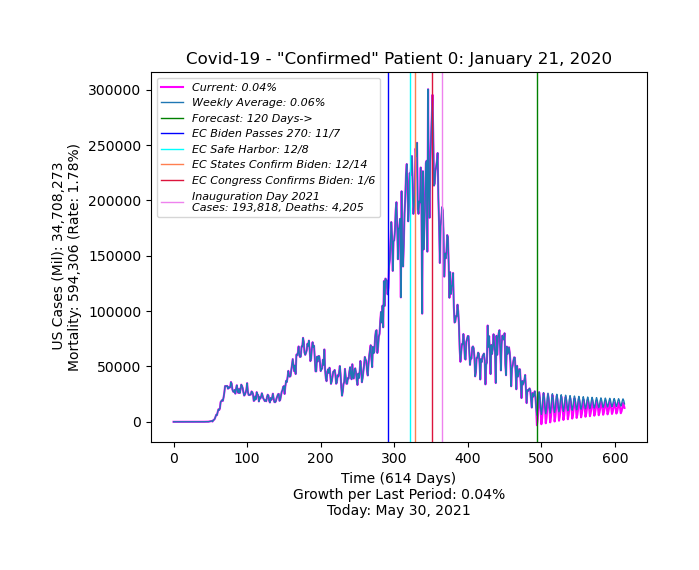 Covid-19 - "Confirmed" Patient 0: January 21, 2020
Current: 0.04%
Weekly Average: 0.06%
Forecast: 120 Days->
EC Biden Passes 270: 11/7
EC Safe Harbor: 12/8
EC States Confirm Biden: 12/14
EC Congress Confirms Biden: 1/6
Inauguration Day 2021
Cases: 193,818, Deaths: 4,205
300000
250000
200000
150000
100000
50000
0
US Cases (Mil): 34,708,273
Mortality: 594,306 (Rate: 1.78%)
0 100 200 300 400 500 600
Time (614 Days)
Growth per Last Period: 0.04%
Today: May 30, 2021